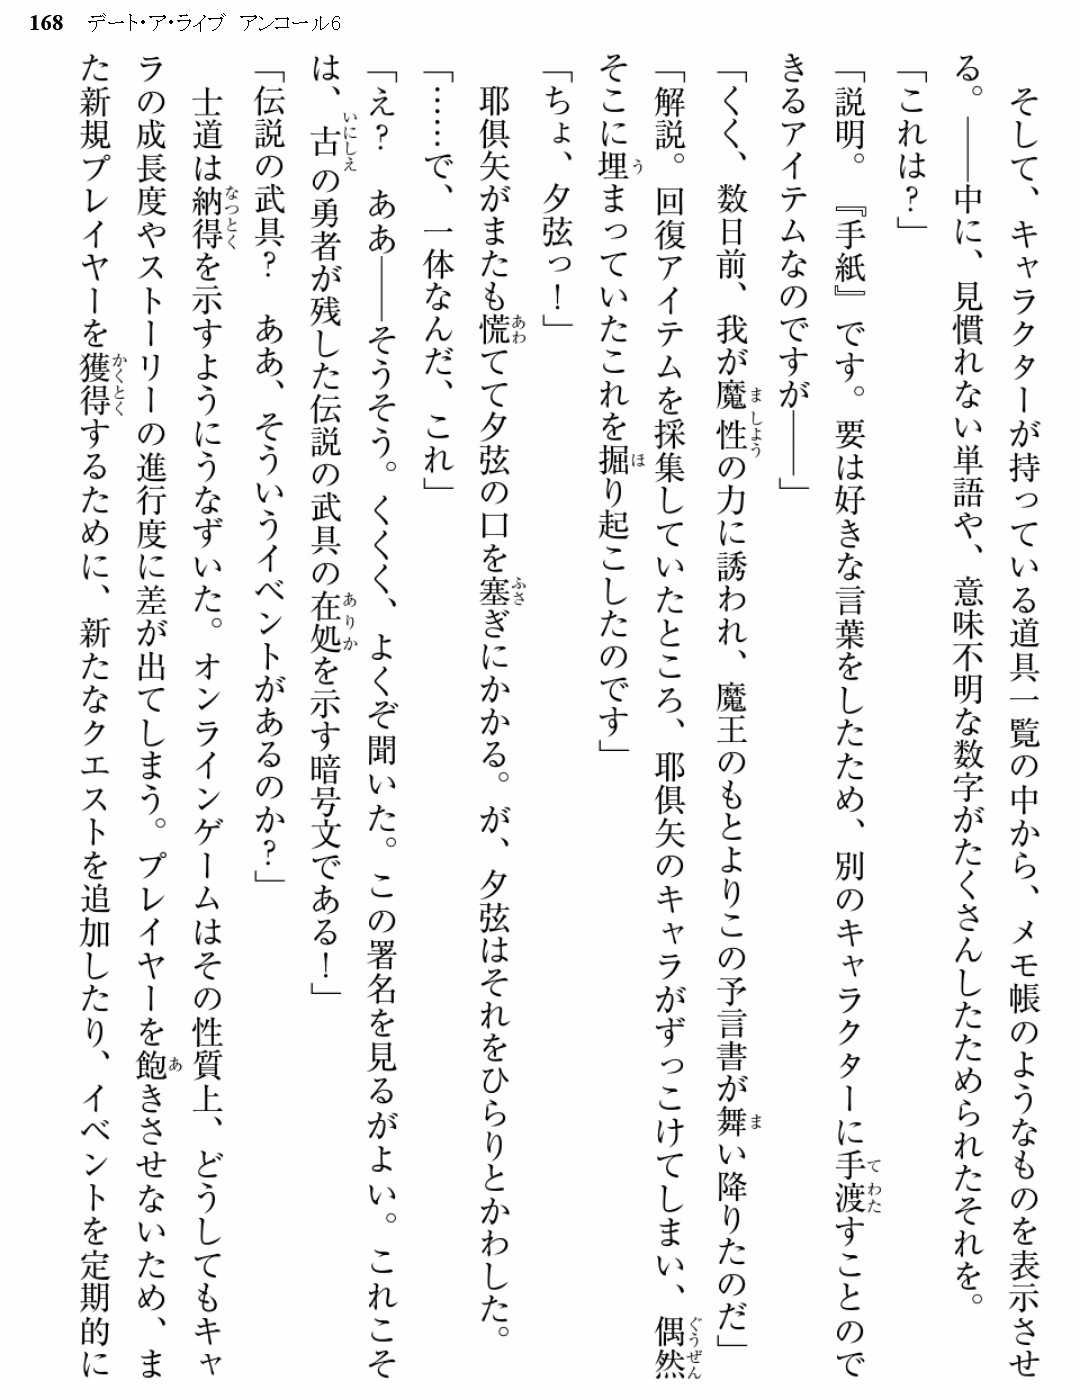 168 デート・ア・ライブ アンコール6
そして、キャラクターが持っている道具一覧の中から、メモ帳のようなものを表示させ
る。――中に、見慣れない単語や、意味不明な数字がたくさんしたためられたそれを。
「これは?」
「説明。『手紙』です。要は好きな言葉をしたため、別のキャラクターに手渡すことので
きるアイテムなのですが――」
「くく、数日前、我が魔性の力に誘われ、魔王のもとよりこの予言書が舞い降りたのだ」
「解説。回復アイテムを採集していたところ、耶倶矢のキャラがずっこけてしまい、偶然
そこに埋まっていたこれを掘り起こしたのです」
「ちょ、夕弦っ!」
耶倶矢がまたも慌てて夕弦の口を塞ぎにかかる。が、夕弦はそれをひらりとかわした。
「……で、一体なんだ、これ」
「え? ああ――そうそう。くくく、よくぞ聞いた。この署名を見るがよい。これこそ
は、古の勇者が残した伝説の武具の在処を示す暗号文である!」
「伝説の武具? ああ、そういうイベントがあるのか?」
士道は納得を示すようにうなずいた。オンラインゲームはその性質上、どうしてもキャ
ラの成長度やストーリーの進行度に差が出てしまう。プレイヤーを飽きさせないため、ま
た新規プレイヤーを獲得するために、新たなクエストを追加したり、イベントを定期的に